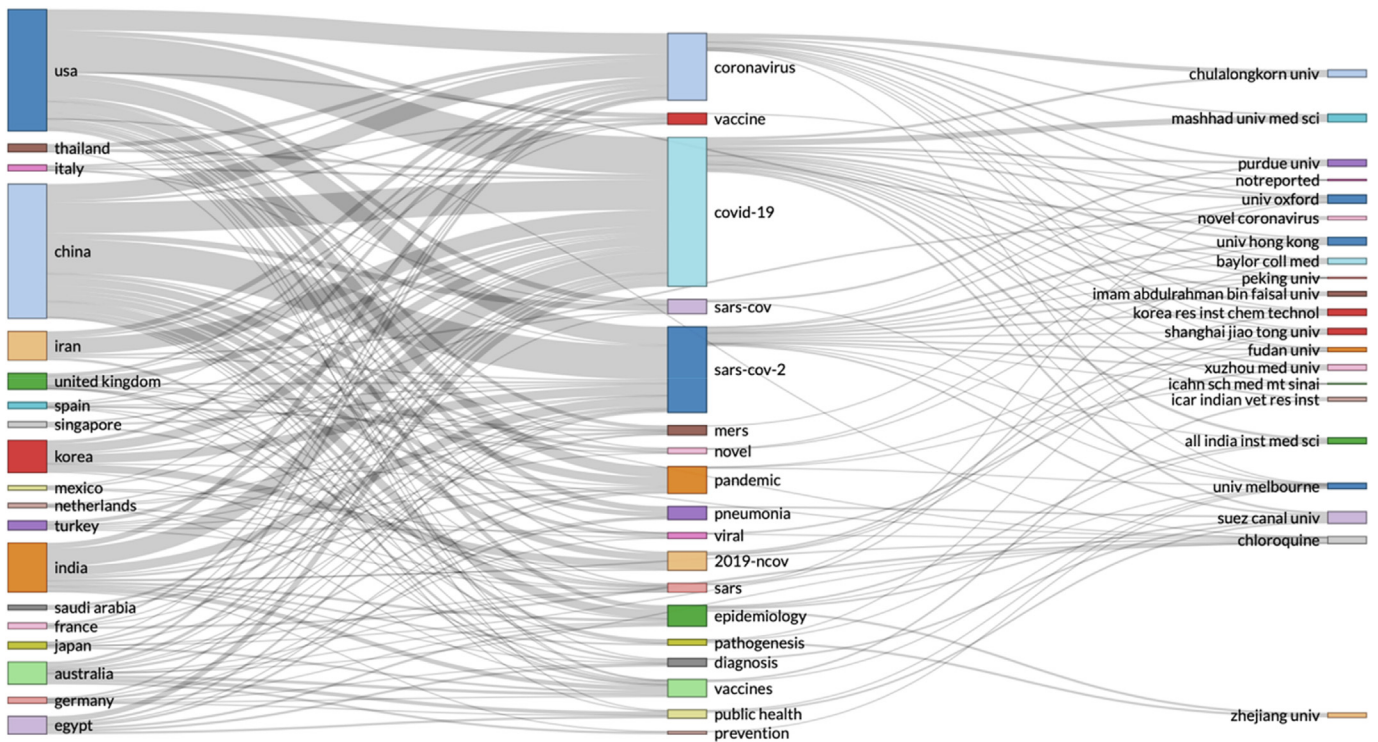 usa
thailand
italy
china
iran
united kingdom
spain
singapore
korea
mexico
netherlands
turkey
india
saudi arabia
france
japan
australia
germany
egypt
coronavirus
vaccine
covid-19
sars-cov
sars-cov-2
mers
novel
pandemic
pneumonia
viral
2019-ncov
sars
epidemiology
pathogenesis
diagnosis
vaccines
public health
prevention
chulalongkorn univ
mashhad univ med sci
purdue univ
notreported
univ oxford
novel coronavirus
univ hong kong
baylor coll med
peking univ
imam abdulrahman bin faisal univ
korea res inst chem technol
shanghai jiao tong univ
fudan univ
xuzhou med univ
icahn sch med mt sinai
icar indian vet res inst
all india inst med sci
univ melbourne
suez canal univ
chloroquine
zhejiang univ